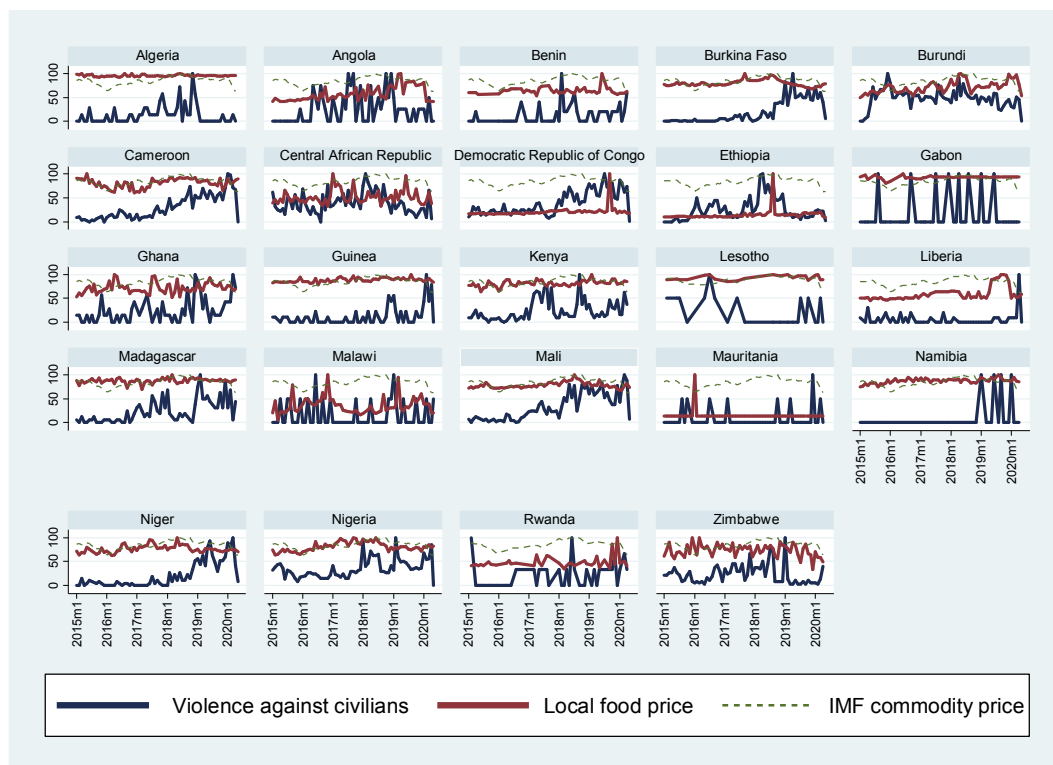 Algeria Angola Benin Burkina Faso Burundi
100
50
0
Cameroon Central African Republic Democratic Republic of Congo Ethiopia Gabon
100
50
0
Ghana Guinea Kenya Lesotho Liberia
100
50
0
Madagascar Malawi Mali Mauritania Namibia
100
50
0
2015m1 2016m1 2017m1 2018m1 2019m1 2020m1
Niger Nigeria Rwanda Zimbabwe
100
50
0
2015m1 2016m1 2017m1 2018m1 2019m1 2020m1 2015m1 2016m1 2017m1 2018m1 2019m1 2020m1 2015m1 2016m1 2017m1 2018m1 2019m1 2020m1 2015m1 2016m1 2017m1 2018m1 2019m1 2020m1
Violence against civilians Local food price IMF commodity price